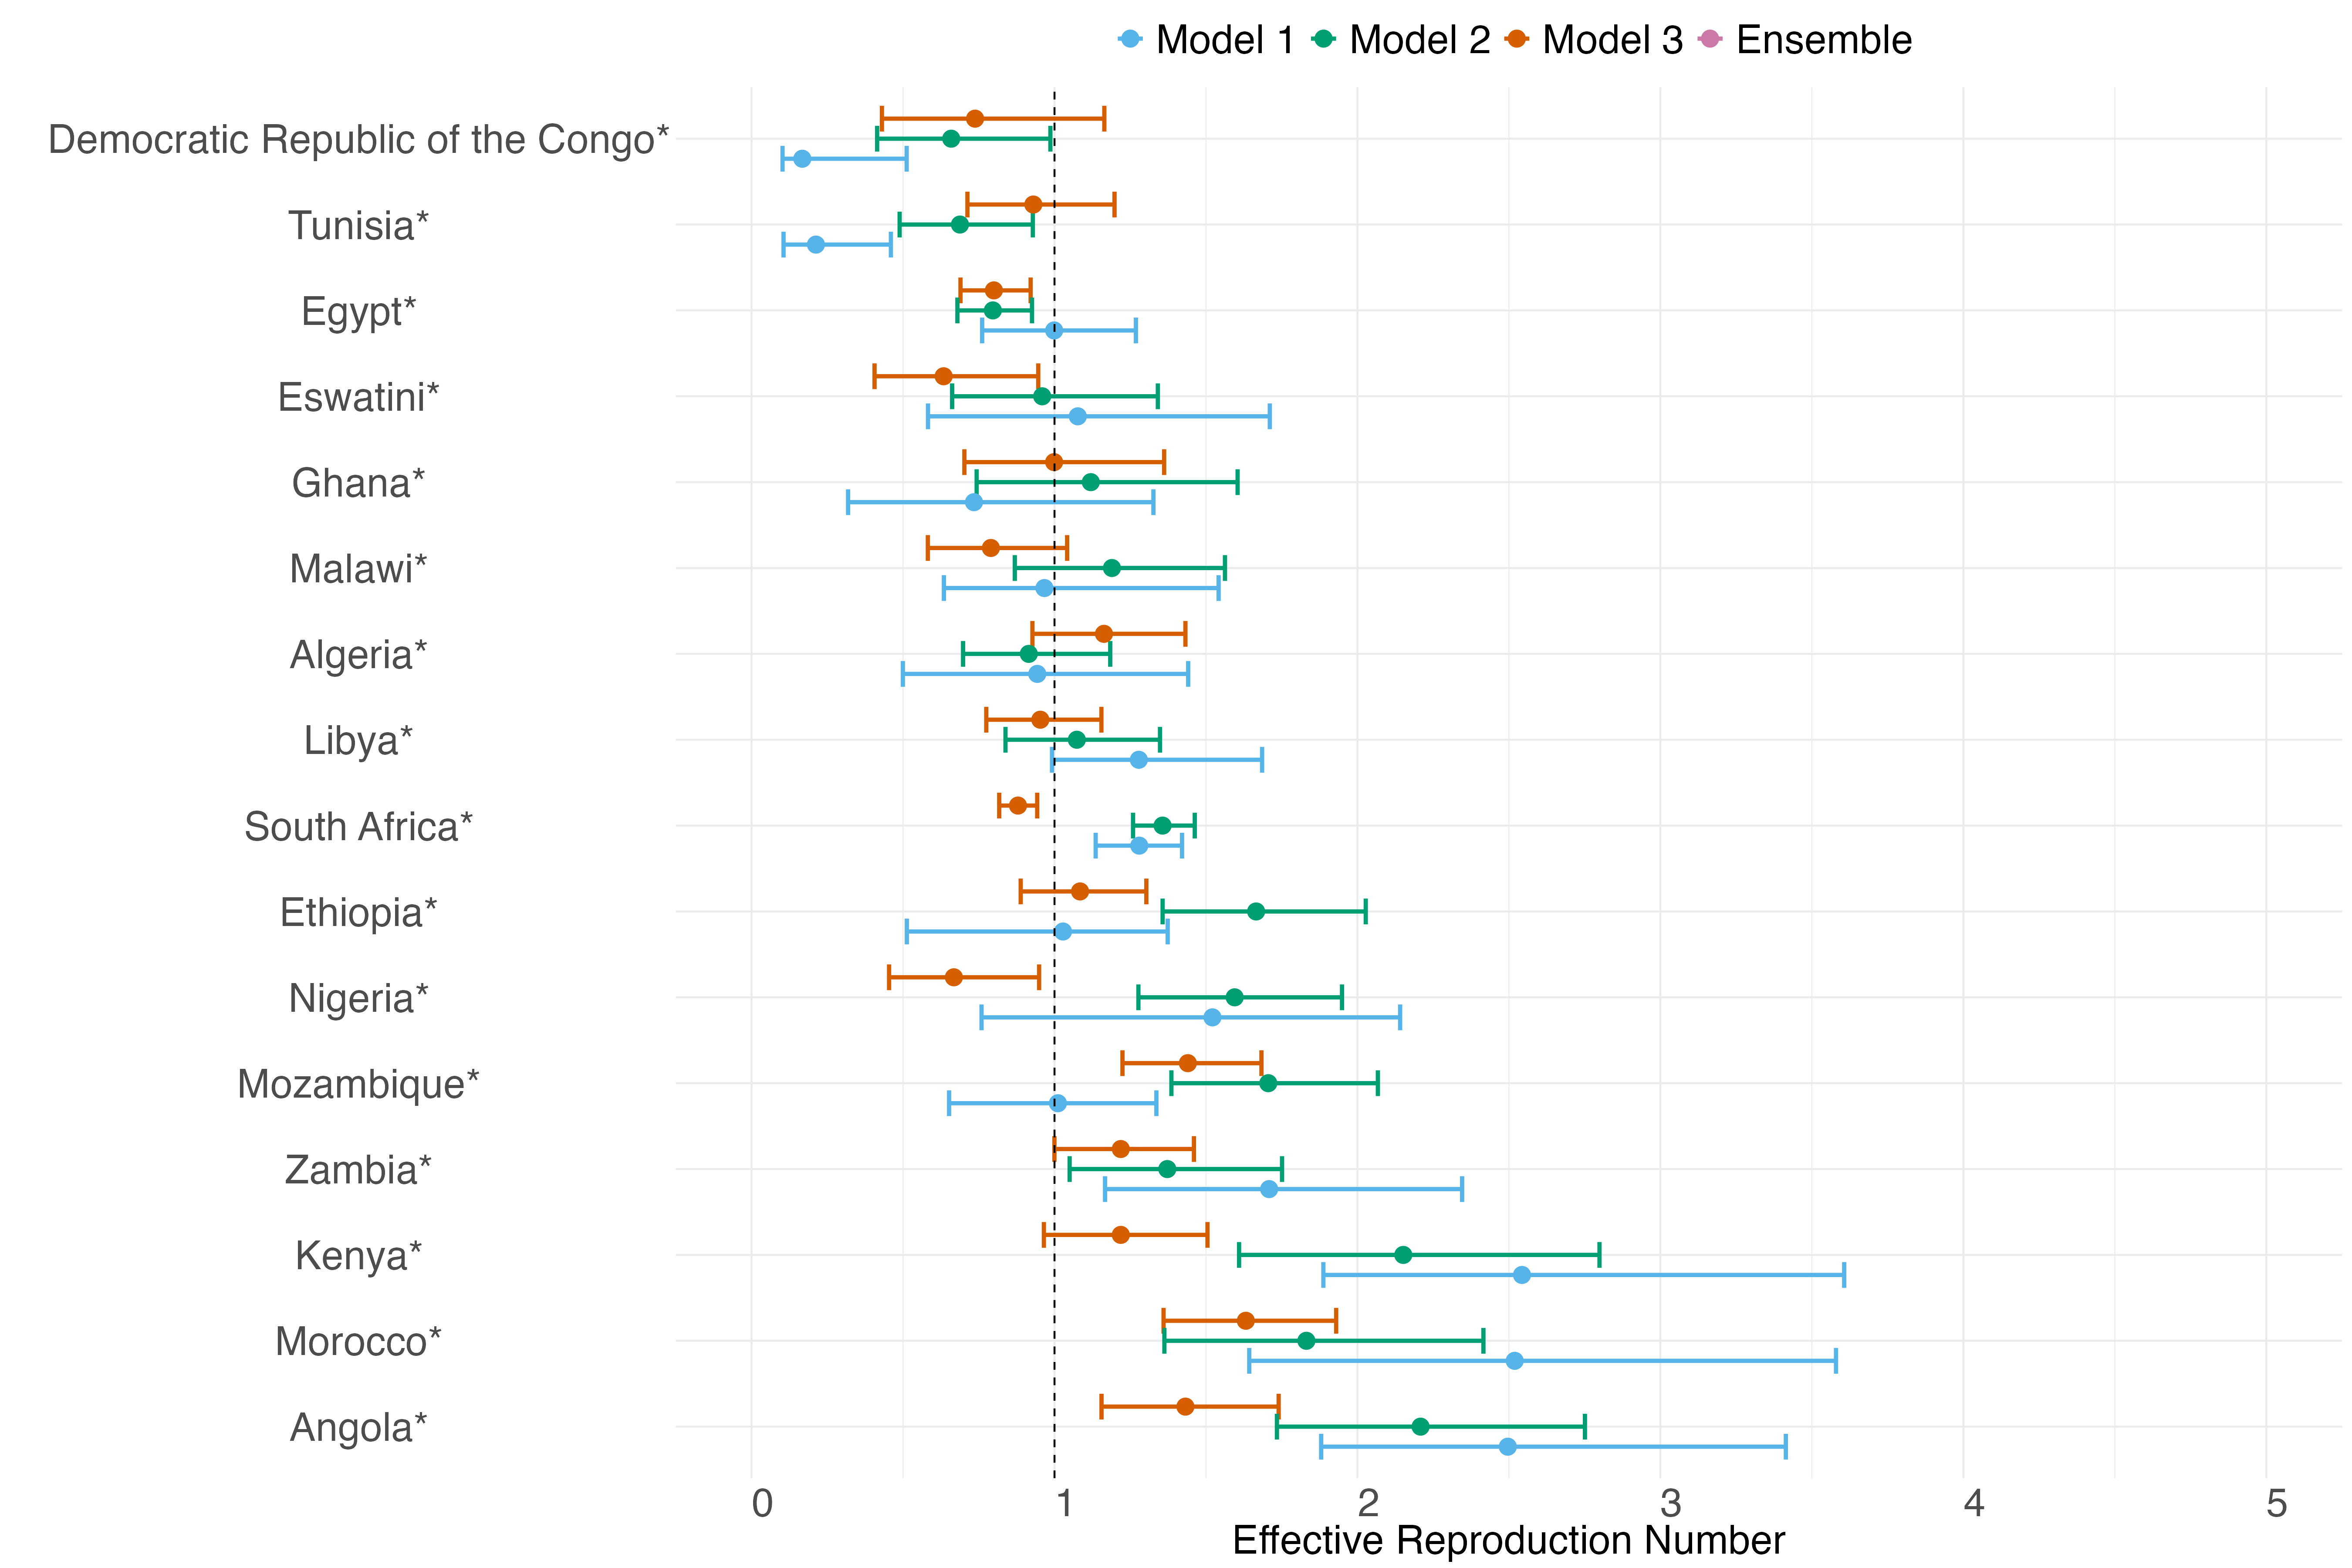 Model 1 Model 2 Model 3 Ensemble
Democratic Republic of the Congo*
Tunisia*
Egypt*
Eswatini*
Ghana*
Malawi*
Algeria*
Libya*
South Africa*
Ethiopia*
Nigeria*
Mozambique*
Zambia*
Kenya*
Morocco*
Angola*
0 1 2 3 4 5
Effective Reproduction Number